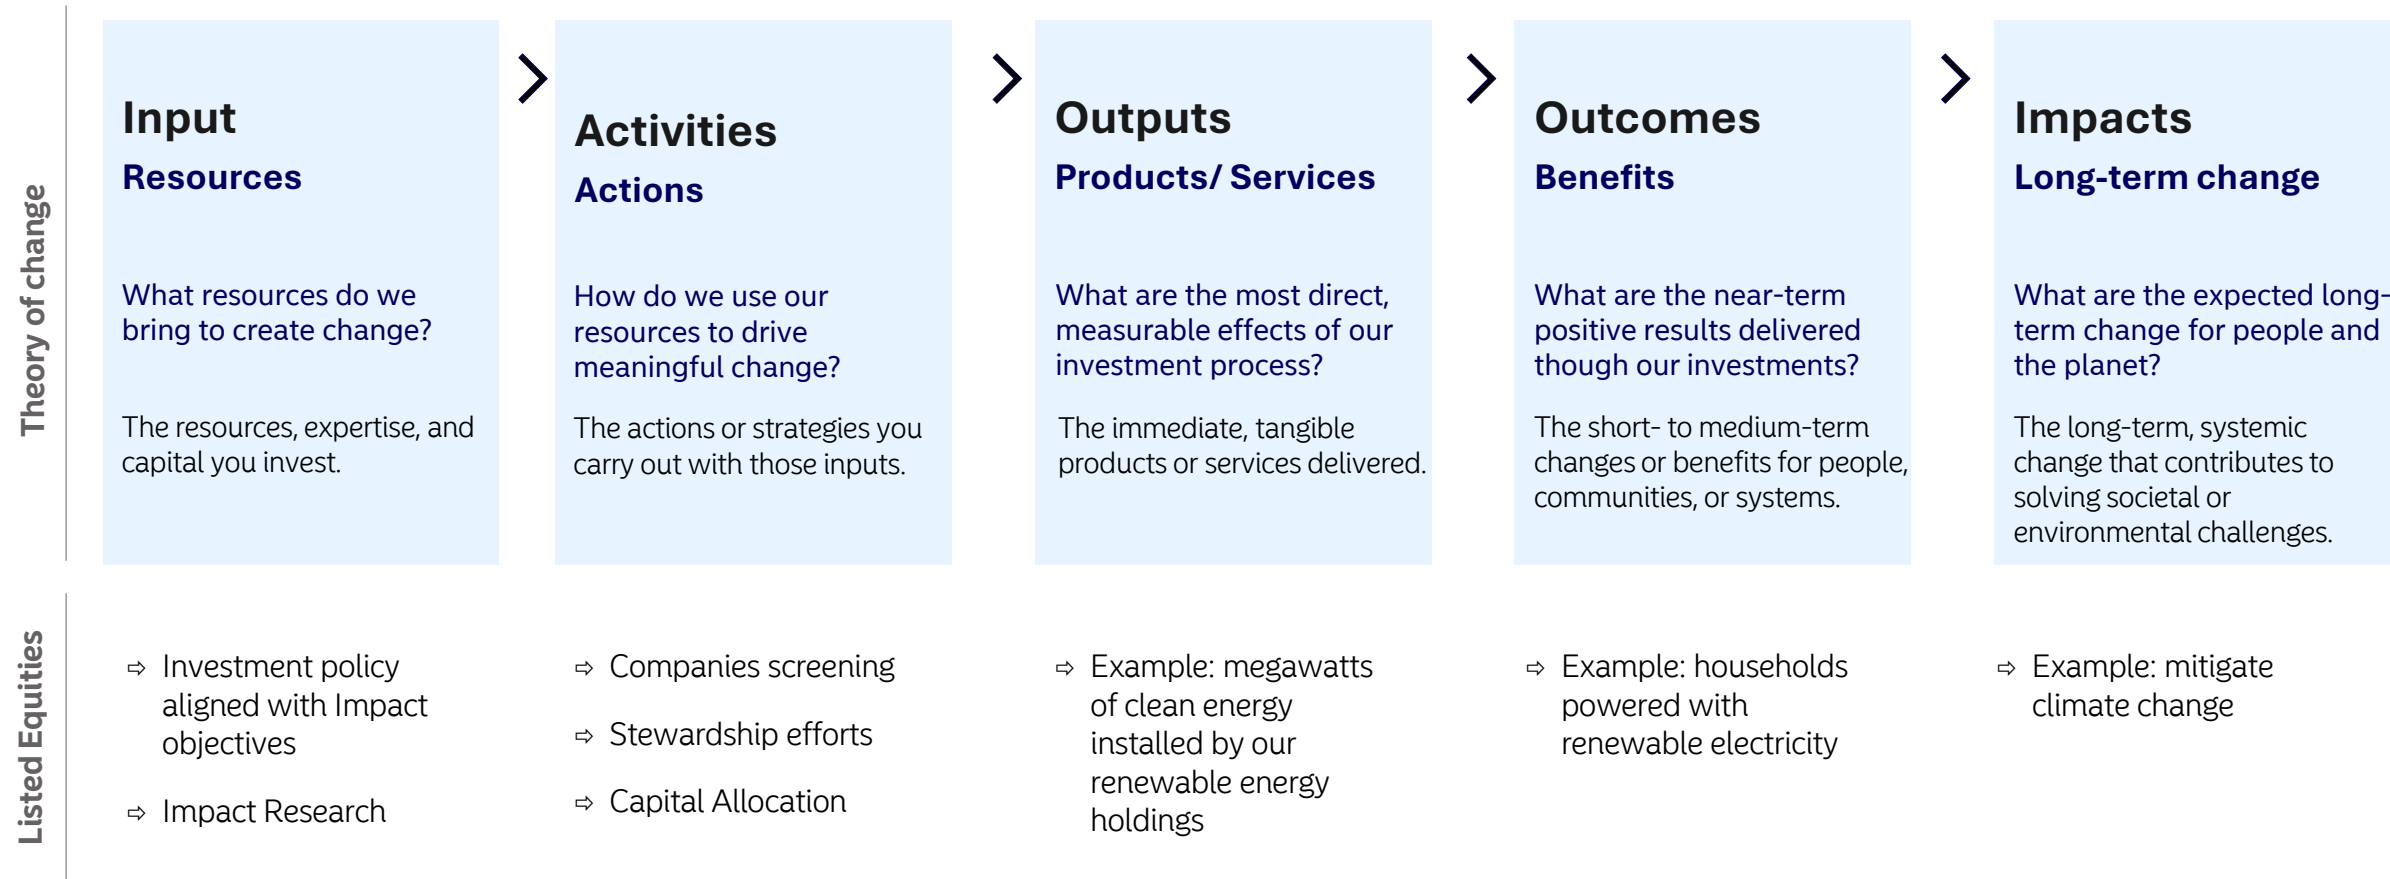 Theory of change
Input
Resources
What resources do we
bring to create change?
The resources, expertise, and
capital you invest.
Activities
Actions
How do we use our
resources to drive
meaningful change?
The actions or strategies you
carry out with those inputs.
Outputs
Products/ Services
What are the most direct,
measurable effects of our
investment process?
The immediate, tangible
products or services delivered.
Outcomes
Benefits
What are the near-term
positive results delivered
though our investments?
The short- to medium-term
changes or benefits for people,
communities, or systems.
Impacts
Long-term change
What are the expected long-
term change for people and
the planet?
The long-term, systemic
change that contributes to
solving societal or
environmental challenges.
Listed Equities
⇨ Investment policy
aligned with Impact
objectives
⇨ Impact Research
⇨ Companies screening
⇨ Stewardship efforts
⇨ Capital Allocation
⇨ Example: megawatts
of clean energy
installed by our
renewable energy
holdings
⇨ Example: households
powered with
renewable electricity
⇨ Example: mitigate
climate change